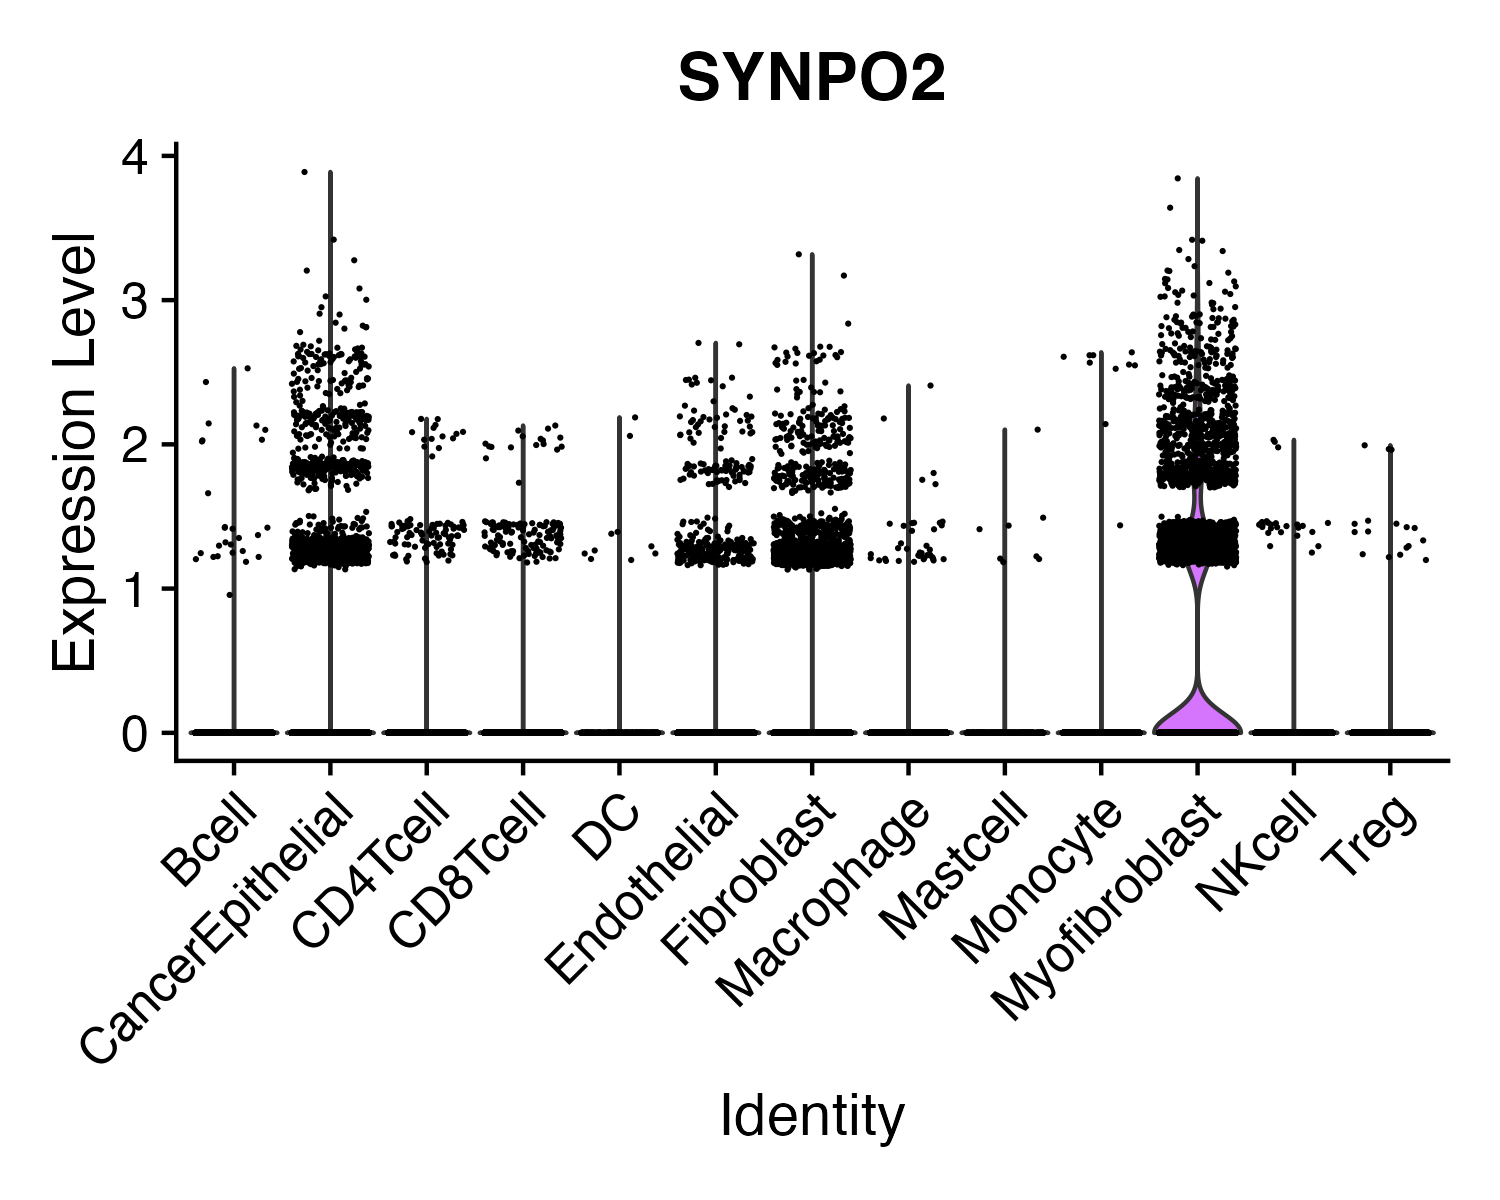 SYNPO2
Expression Level
4
3
2
1
0
Bcell
CancerEpithelial
CD4Tcell
CD8Tcell
DC
Endothelial
Fibroblast
Macrophage
Mastcell
Monocyte
Myofibroblast
NKcell
Treg
Identity